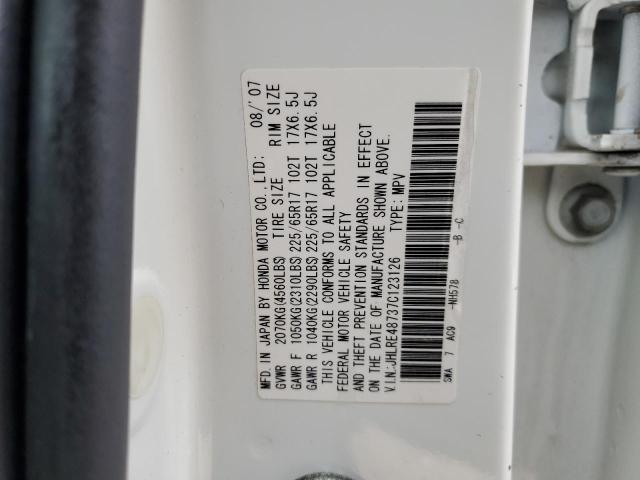 MFD. IN JAPAN BY HONDA MOTOR CO., LTD: 08/'07
GVWR 2070KG(4560LBS) TIRE SIZE RIM SIZE
GAWR F 1050KG(2310LBS) 225/65R17 102T 17X6.5J
GAWR R 1040KG(2290LBS) 225/65R17 102T 17X6.5J
THIS VEHICLE CONFORMS TO ALL APPLICABLE
FEDERAL MOTOR VEHICLE SAFETY
AND THEFT PREVENTION STANDARDS IN EFFECT
ON THE DATE OF MANUFACTURE SHOWN ABOVE.
V.I.N.:JHLRE48737C123126 TYPE: MPV
SWA 7 AC9 -NH578 -B -C